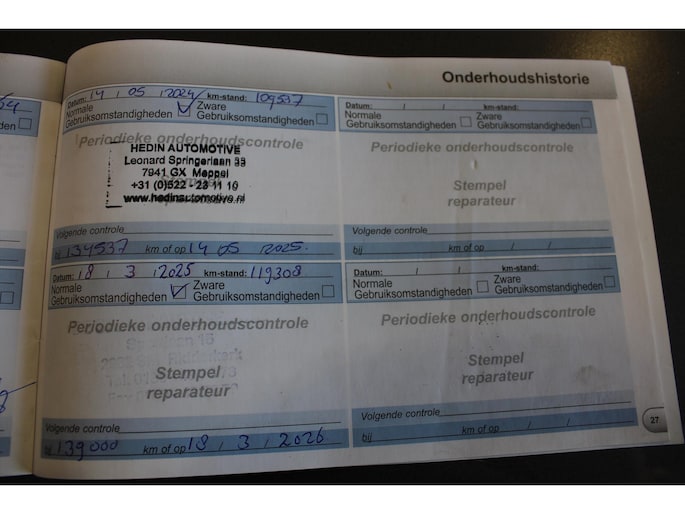 Onderhoudshistorie
Datum: 14 / 05 / 2024 km-stand: 109537
Normale Gebruiksomstandigheden ☑ Zware Gebruiksomstandigheden ☐
Periodieke onderhoudscontrole
HEDIN AUTOMOTIVE
Leonard Springerlaan 33
7941 GX Meppel
+31 (0)522 - 23 11 10
www.hedinautomotive.nl
Volgende controle
bij 134537 km of op 14 05 / 2025.
Datum: 18 / 3 / 2025 km-stand: 119308
Normale Gebruiksomstandigheden ☑ Zware Gebruiksomstandigheden ☐
Periodieke onderhoudscontrole
Stempel
reparateur
Volgende controle
bij 139000 km of op 18 / 3 / 2026
Datum: / / km-stand:
Normale Gebruiksomstandigheden ☐ Zware Gebruiksomstandigheden ☐
Periodieke onderhoudscontrole
Stempel
reparateur
Volgende controle
bij km of op / /
Datum: / / km-stand:
Normale Gebruiksomstandigheden ☐ Zware Gebruiksomstandigheden ☐
Periodieke onderhoudscontrole
Stempel
reparateur
Volgende controle
bij km of op / /
27